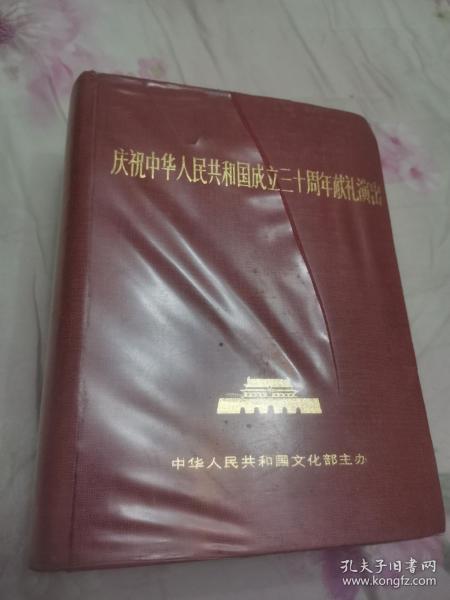 庆祝中华人民共和国成立三十周年献礼演出
中华人民共和国文化部主办
孔夫子旧书网
www.kongfz.com